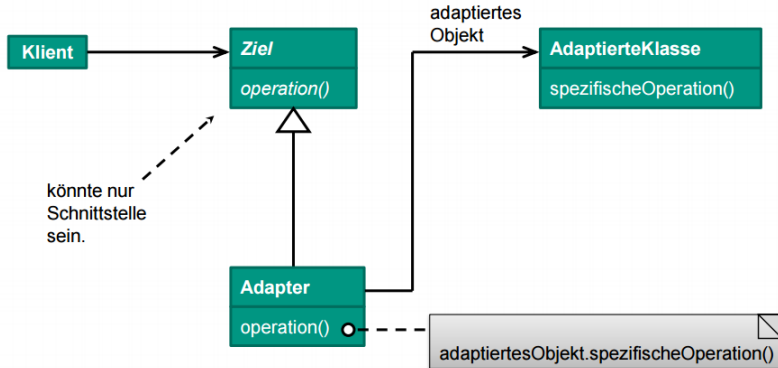 Klient
Ziel
operation()
adaptiertes
Objekt
AdaptierteKlasse
spezifischeOperation()
könnte nur
Schnittstelle
sein.
Adapter
operation()
adaptiertesObjekt.spezifischeOperation()